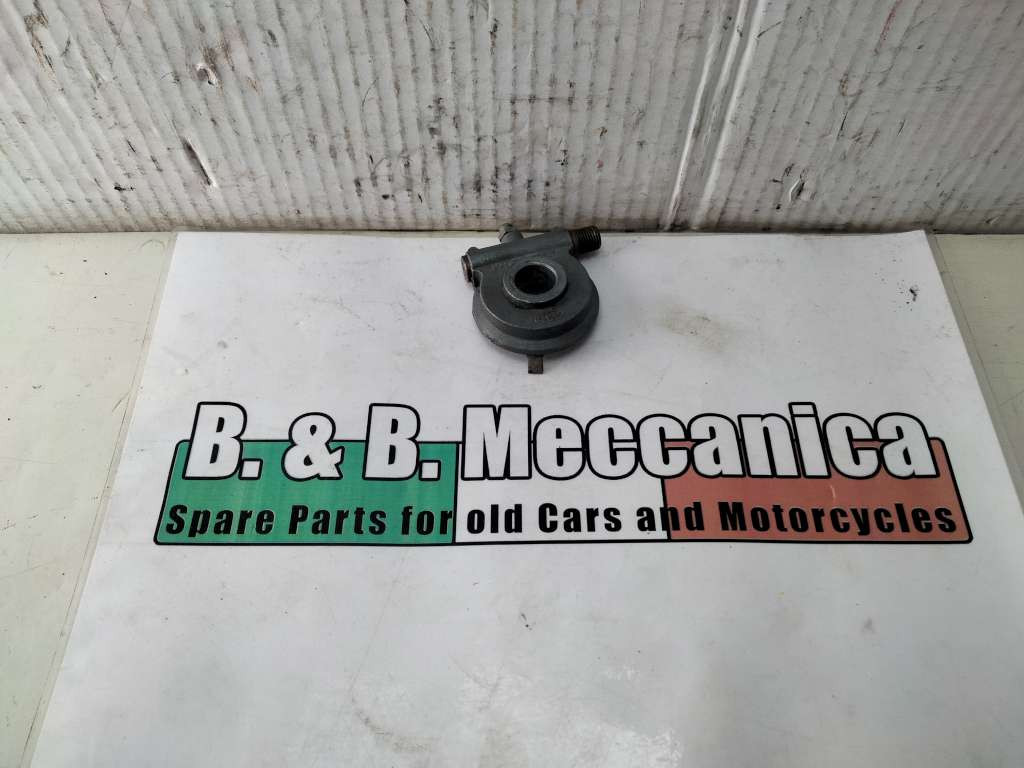 B. & B. Meccanica
Spare Parts for old Cars and Motorcycles